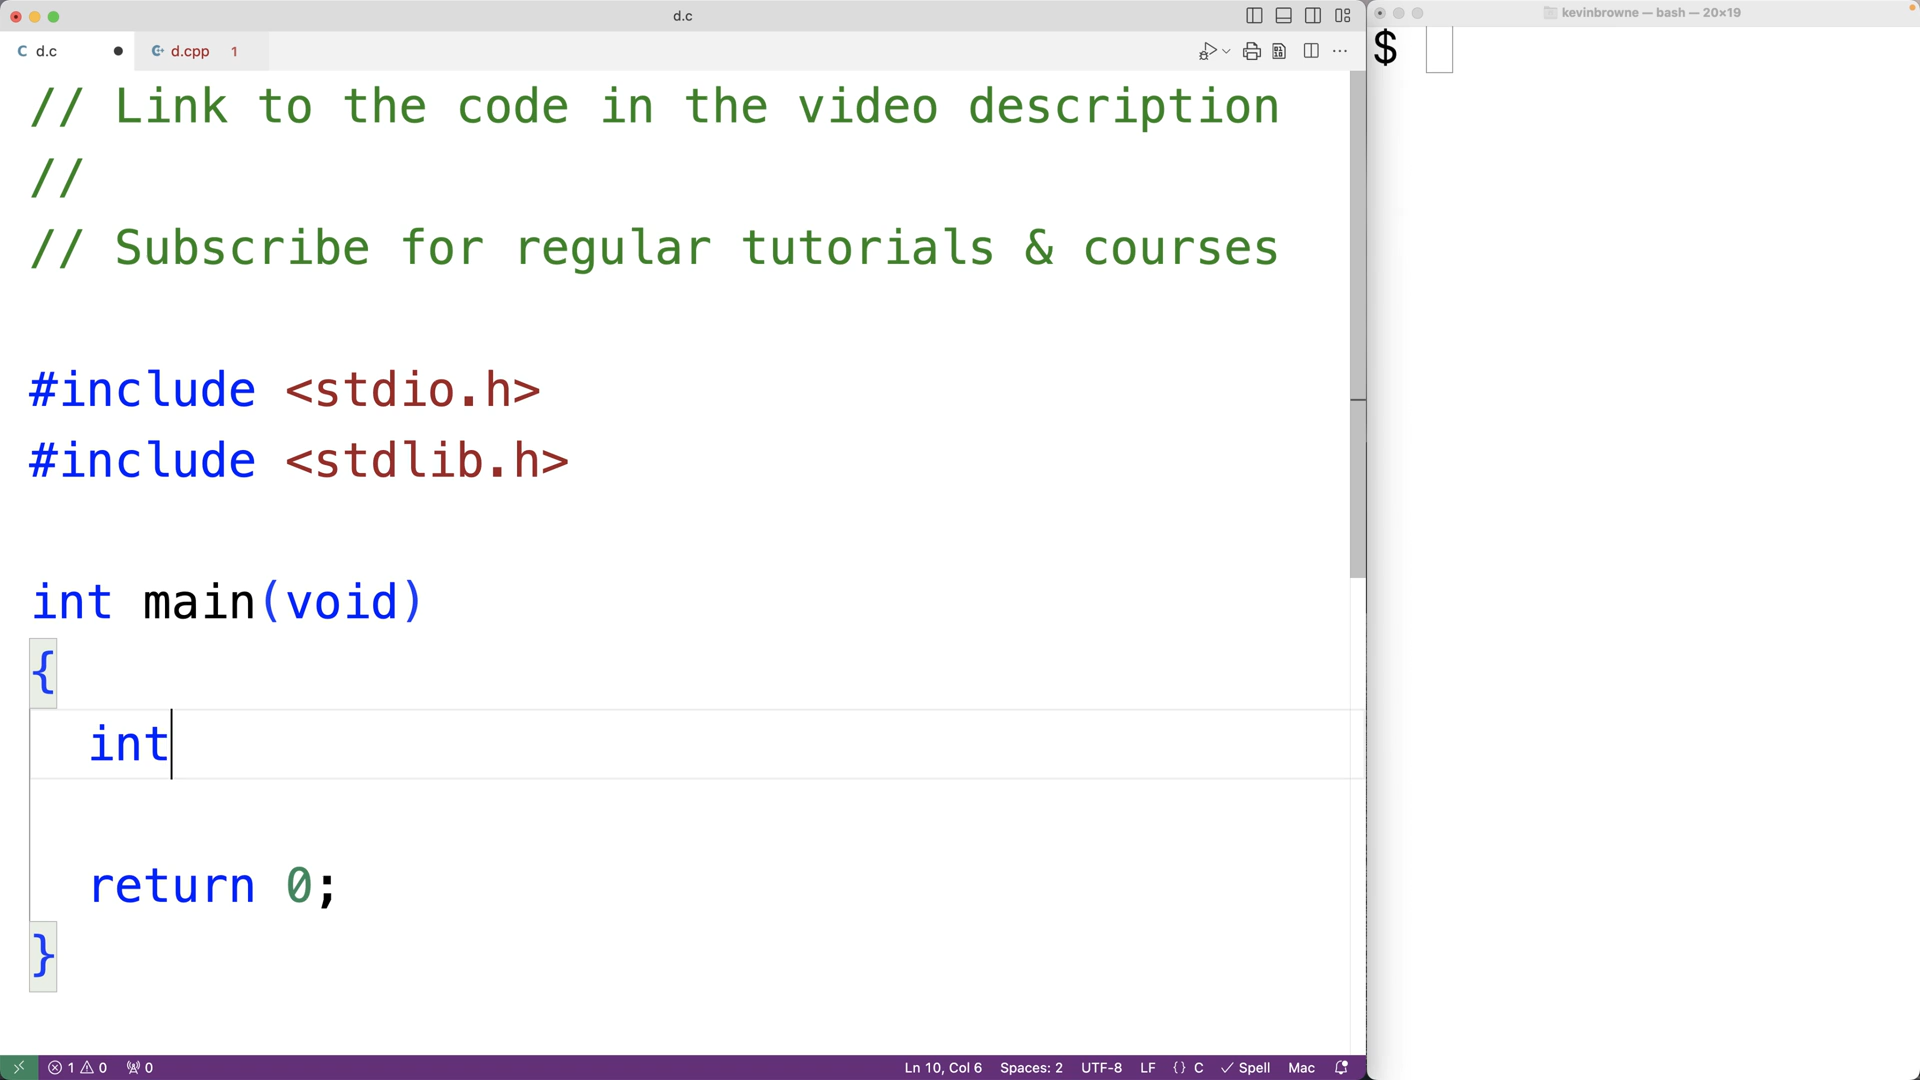 d.c
kevinbrowne — bash — 20×19
C d.c
d.cpp 1
$
// Link to the code in the video description
//
// Subscribe for regular tutorials & courses
#include <stdio.h>
#include <stdlib.h>
int main(void)
{
int
return 0;
}
1 0 0
Ln 10, Col 6 Spaces: 2 UTF-8 LF {} C ✓ Spell Mac